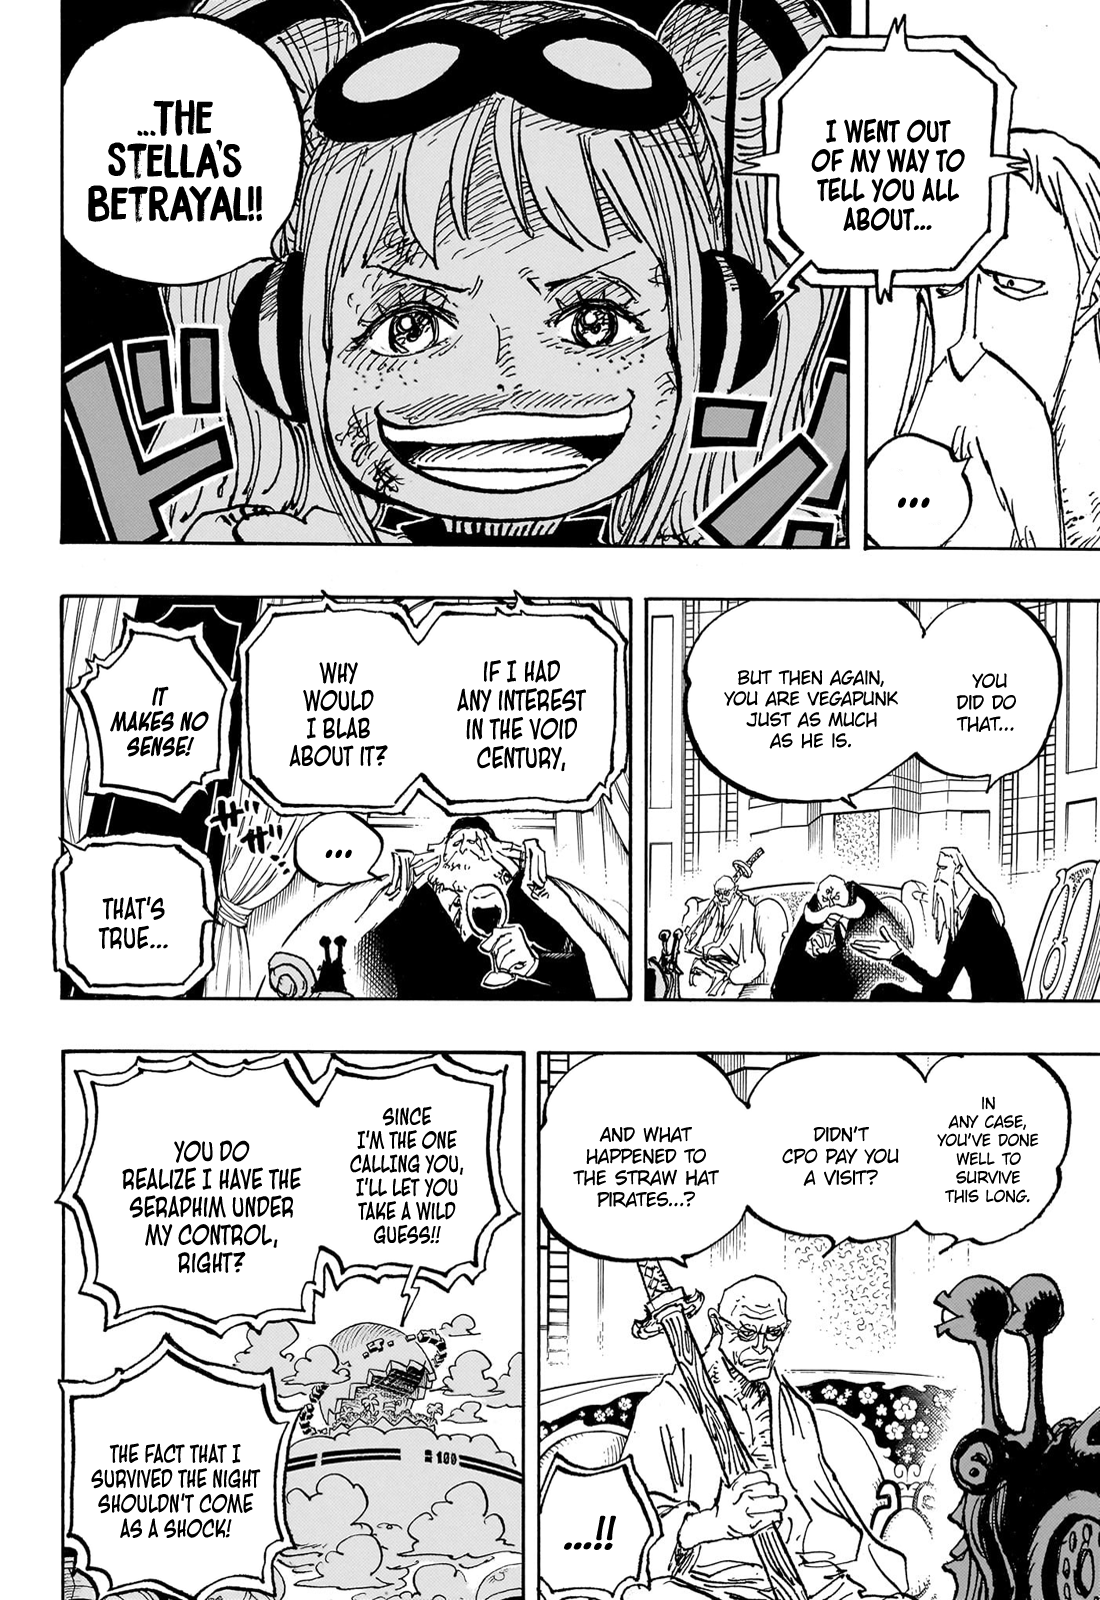 I WENT OUT
OF MY WAY TO
TELL YOU ALL
ABOUT...
...THE
STELLA'S
BETRAYAL!!
...
ドン
YOU
DID DO
THAT...
BUT THEN AGAIN,
YOU ARE VEGAPUNK
JUST AS MUCH
AS HE IS.
IF I HAD
ANY INTEREST
IN THE VOID
CENTURY,
WHY
WOULD
I BLAB
ABOUT IT?
...
IT
MAKES NO
SENSE!
THAT'S
TRUE...
IN
ANY CASE,
YOU'VE DONE
WELL TO
SURVIVE
THIS LONG.
DIDN'T
CP0 PAY YOU
A VISIT?
AND WHAT
HAPPENED TO
THE STRAW HAT
PIRATES...?
...!!
6
SINCE
I'M THE ONE
CALLING YOU,
I'LL LET YOU
TAKE A WILD
GUESS!!
YOU DO
REALIZE I HAVE THE
SERAPHIM UNDER
MY CONTROL,
RIGHT?
100
THE FACT THAT I
SURVIVED THE NIGHT
SHOULDN'T COME
AS A SHOCK!